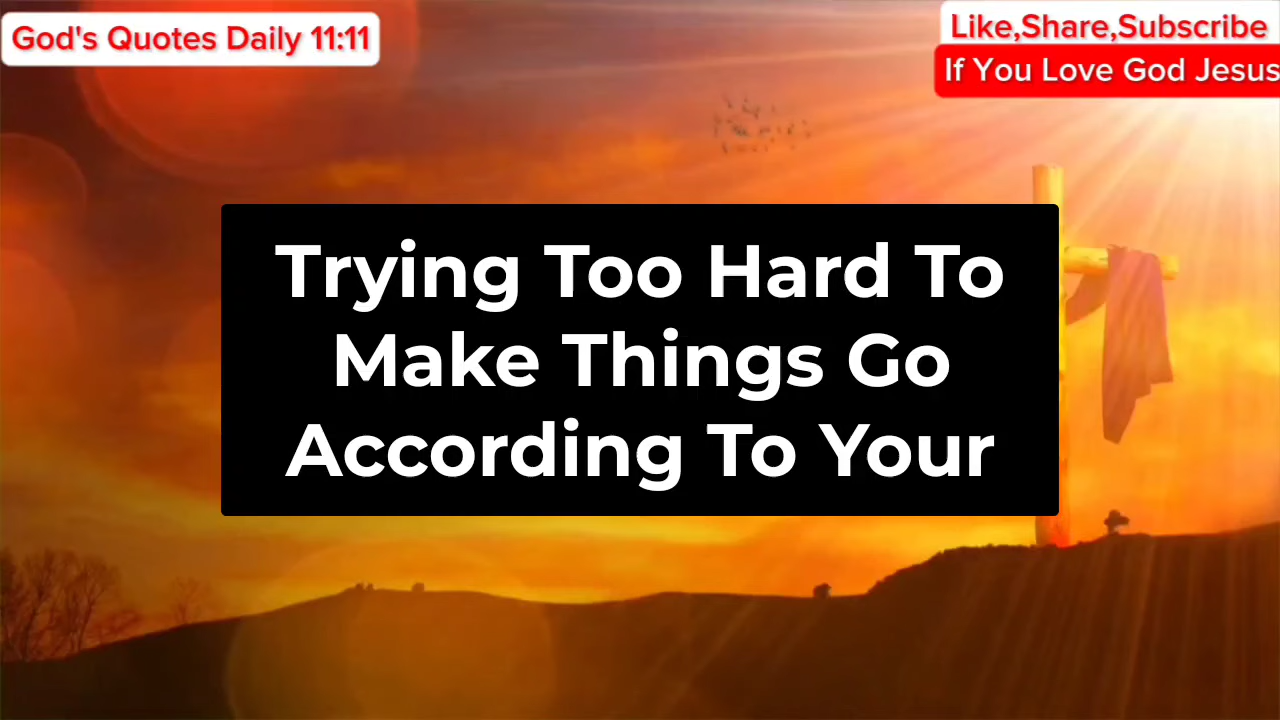 God's Quotes Daily 11:11
Like,Share,Subscribe
If You Love God Jesus
Trying Too Hard To
Make Things Go
According To Your